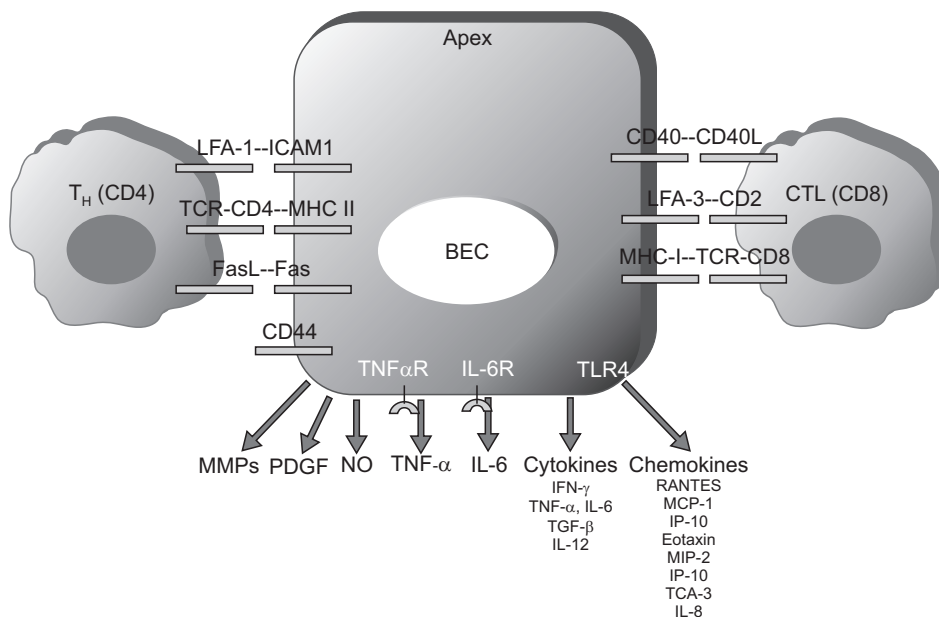 Apex
LFA-1--ICAM1
CD40--CD40L
T_H (CD4)
TCR-CD4--MHC II
LFA-3--CD2
CTL (CD8)
FasL--Fas
BEC
MHC-I--TCR-CD8
CD44
TNFαR
IL-6R
TLR4
MMPs
PDGF
NO
TNF-α
IL-6
Cytokines
IFN-γ
TNF-α, IL-6
TGF-β
IL-12
Chemokines
RANTES
MCP-1
IP-10
Eotaxin
MIP-2
IP-10
TCA-3
IL-8